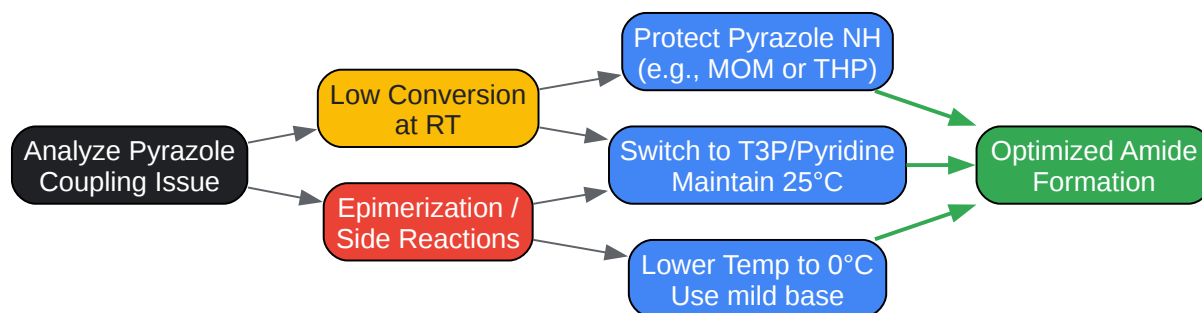 Analyze Pyrazole
Coupling Issue
Low Conversion
at RT
Epimerization /
Side Reactions
Protect Pyrazole NH
(e.g., MOM or THP)
Switch to T3P/Pyridine
Maintain 25°C
Lower Temp to 0°C
Use mild base
Optimized Amide
Formation